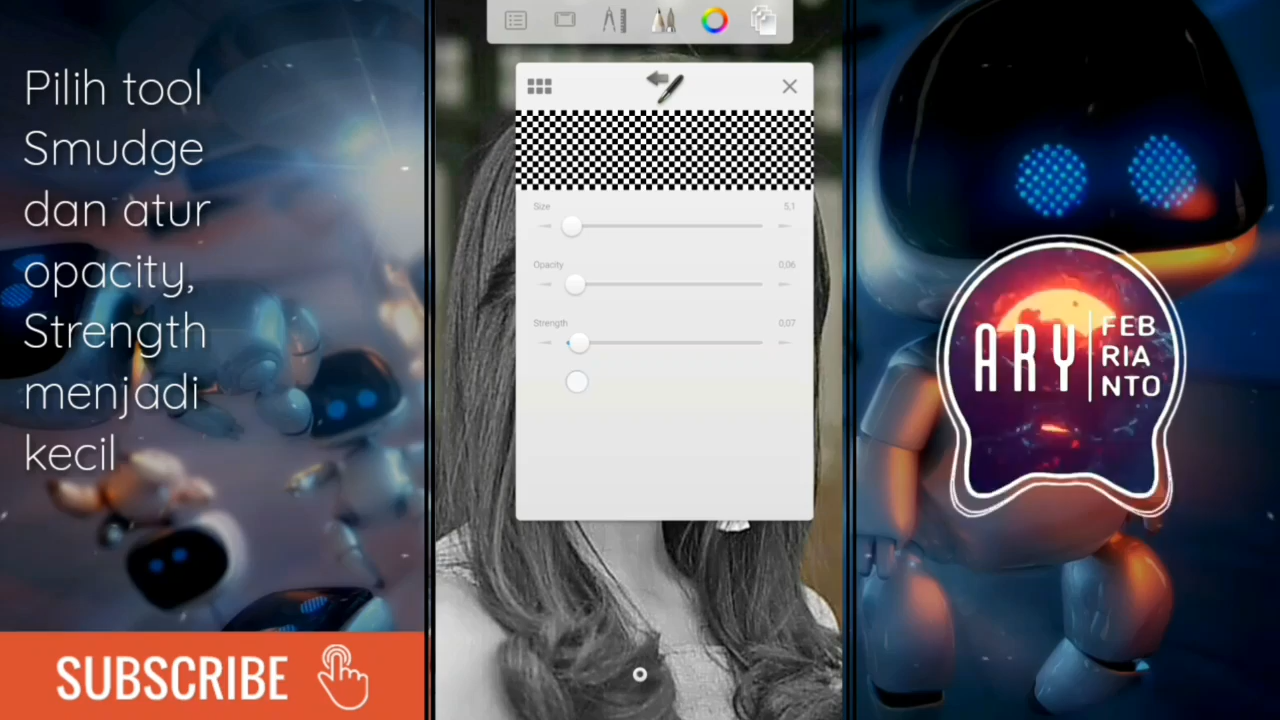 Pilih tool
Smudge
dan atur
opacity,
Strength
menjadi
kecil
SUBSCRIBE
Size 5,1
Opacity 0,06
Strength 0,07
ARY
FEB
RIA
NTO